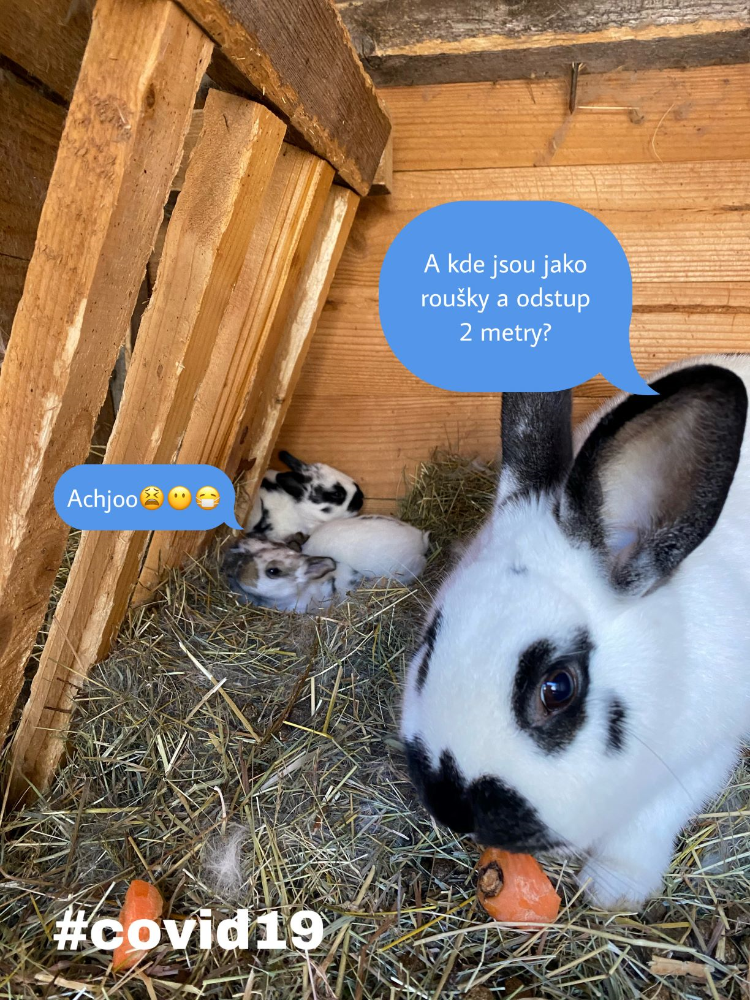 A kde jsou jako
roušky a odstup
2 metry?
Achjoo😫😶😷
#covid19